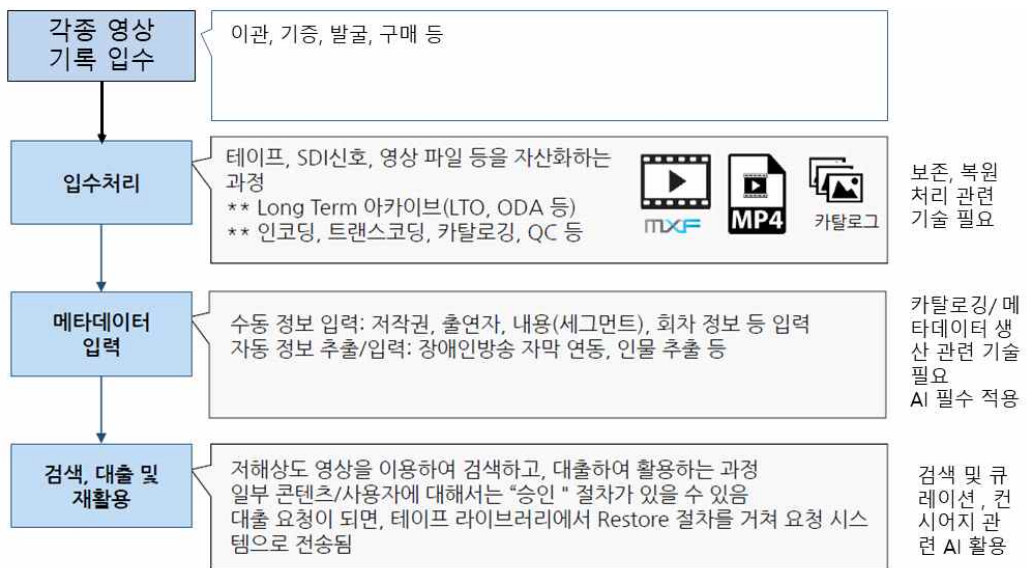 각종 영상
기록 입수
이관, 기증, 발굴, 구매 등
입수처리
테이프, SDI신호, 영상 파일 등을 자산화하는
과정
** Long Term 아카이브(LTO, ODA 등)
** 인코딩, 트랜스코딩, 카탈로깅, QC 등
MXF
MP4
카탈로그
보존, 복원
처리 관련
기술 필요
메타데이터
입력
수동 정보 입력: 저작권, 출연자, 내용(세그먼트), 회차 정보 등 입력
자동 정보 추출/입력: 장애인방송 자막 연동, 인물 추출 등
카탈로깅/ 메
타데이터 생
산 관련 기술
필요
AI 필수 적용
검색, 대출 및
재활용
저해상도 영상을 이용하여 검색하고, 대출하여 활용하는 과정
일부 콘텐츠/사용자에 대해서는 “승인 " 절차가 있을 수 있음
대출 요청이 되면, 테이프 라이브러리에서 Restore 절차를 거쳐 요청 시스
템으로 전송됨
검색 및 큐
레이션 , 컨
시어지 관
련 AI 활용